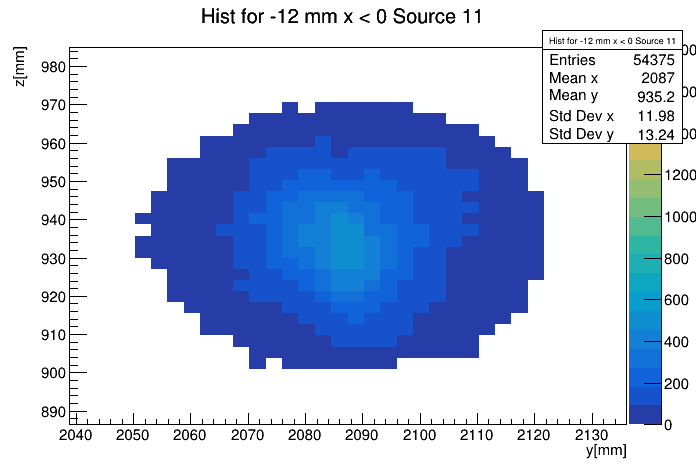 Hist for -12 mm x < 0 Source 11
z[mm]
Hist for -12 mm x < 0 Source 11
Entries 54375
Mean x 2087
Mean y 935.2
Std Dev x 11.98
Std Dev y 13.24
980
970
960
950
940
930
920
910
900
890
1200
1000
800
600
400
200
0
2040 2050 2060 2070 2080 2090 2100 2110 2120 2130
y[mm]